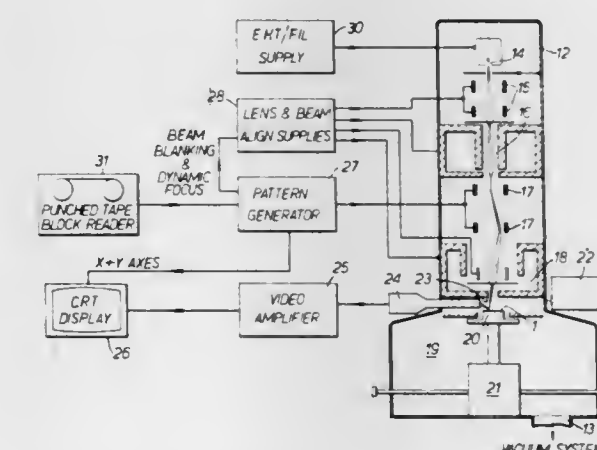 30
E.H.T/FIL
SUPPLY
14
12
28
LENS & BEAM
ALIGN SUPPLIES
15
16
BEAM
BLANKING
&
DYNAMIC
FOCUS
31
PUNCHED TAPE
BLOCK READER
27
PATTERN
GENERATOR
17
17
X+Y AXES
25
24
23
18
22
CRT
DISPLAY
26
VIDEO
AMPLIFIER
20
1
19
21
13
VACUUM SYSTEM